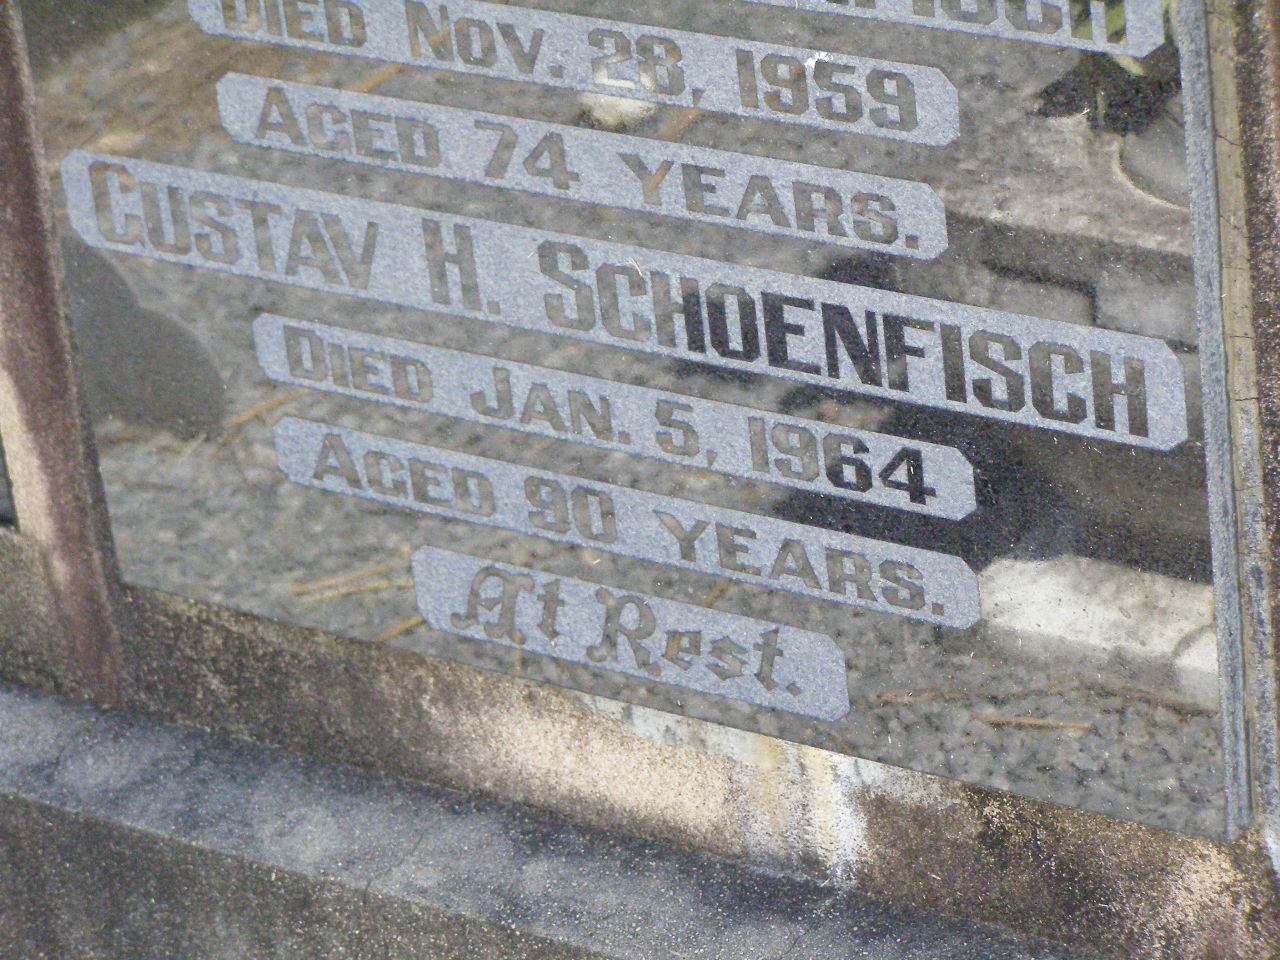 DIED NOV. 28, 1959
AGED 74 YEARS.
GUSTAV H. SCHOENFISCH
DIED JAN. 5, 1964
AGED 90 YEARS.
At Rest.